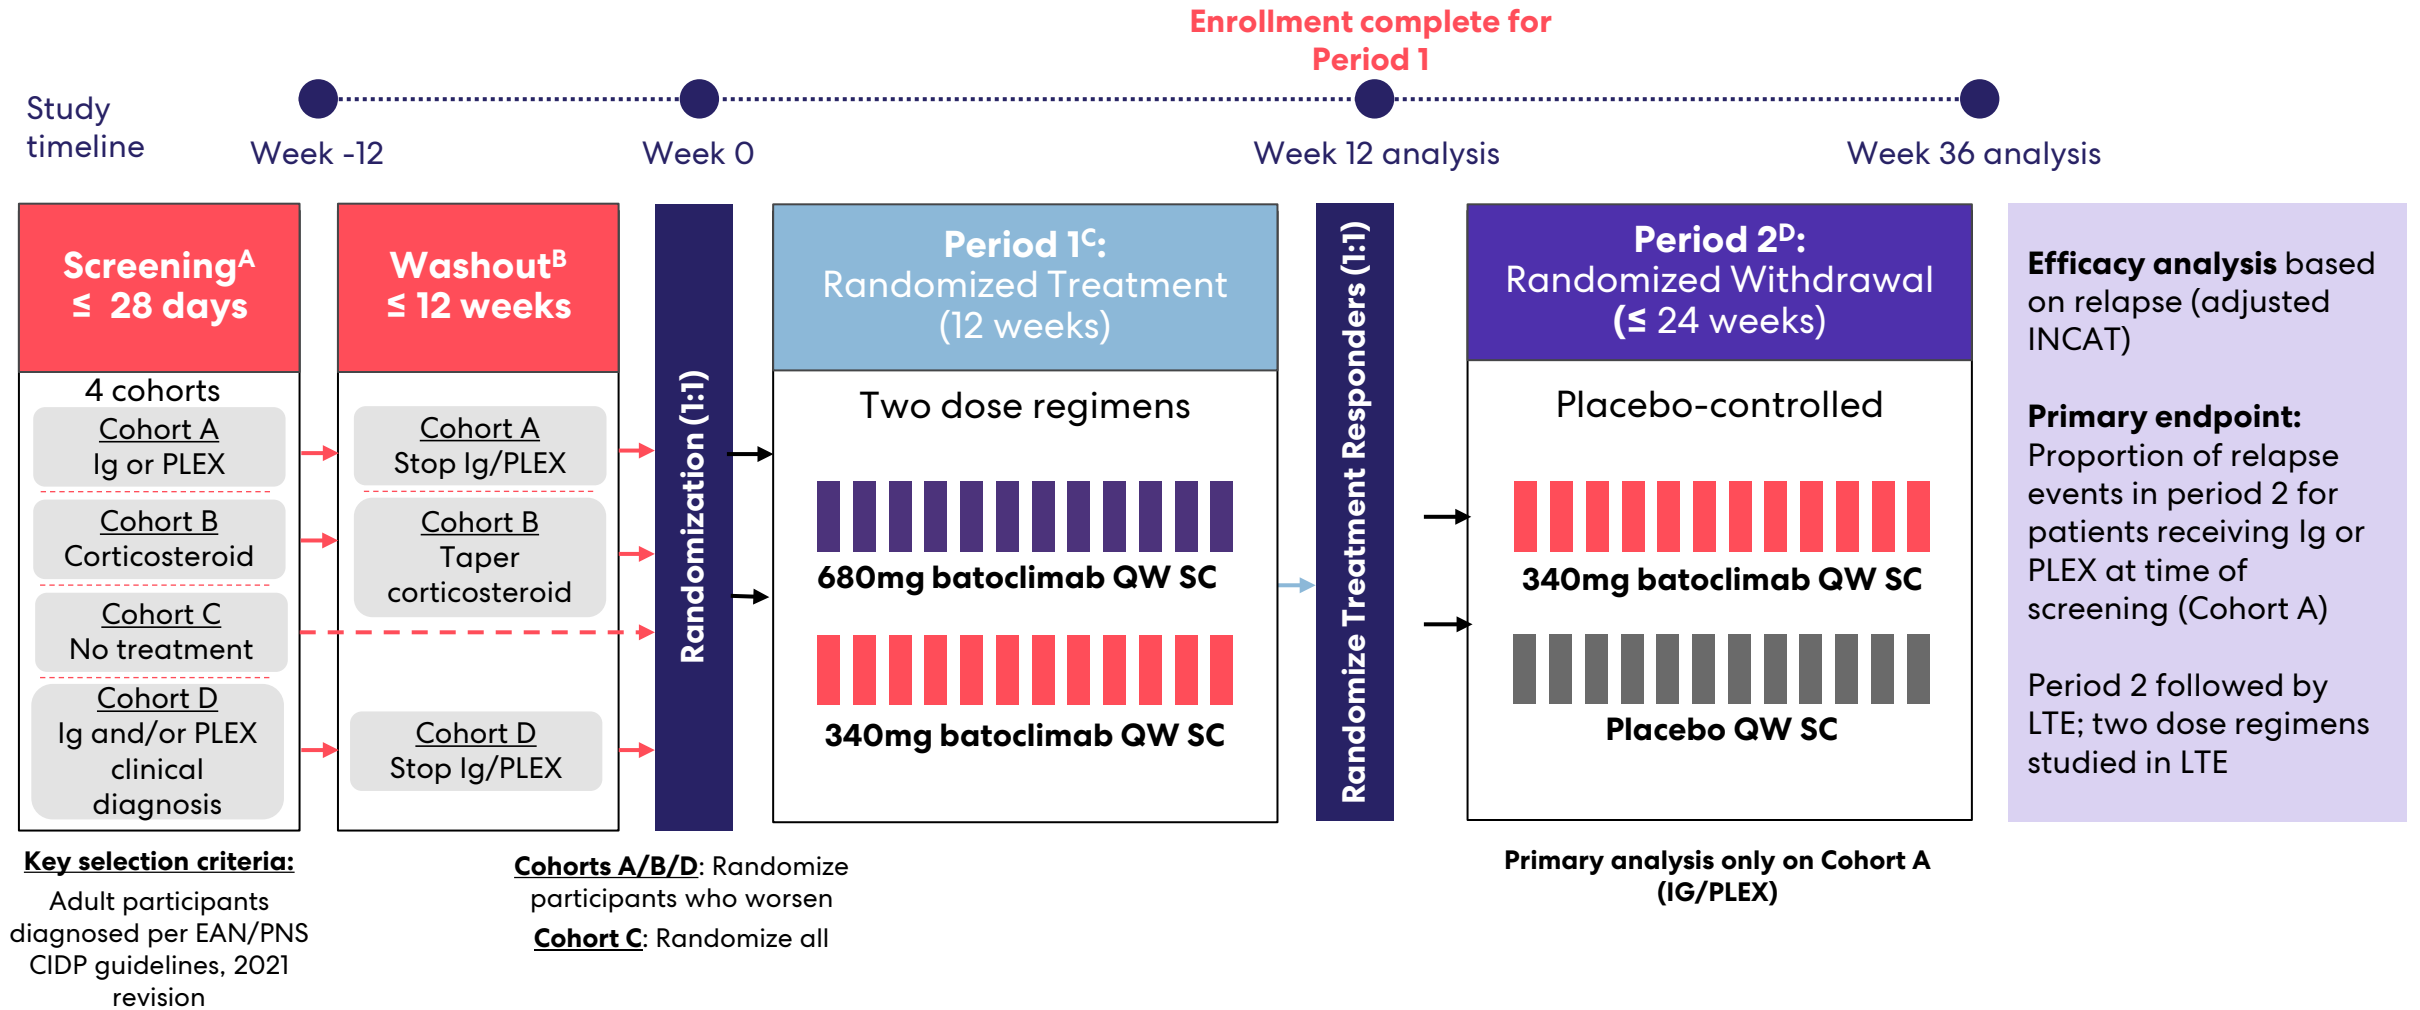 Enrollment complete for
Period 1
Study
timeline
Week -12
Week 0
Week 12 analysis
Week 36 analysis
Screeningᴬ
≤ 28 days
4 cohorts
Cohort A
Ig or PLEX
Cohort B
Corticosteroid
Cohort C
No treatment
Cohort D
Ig and/or PLEX
clinical
diagnosis
Key selection criteria:
Adult participants
diagnosed per EAN/PNS
CIDP guidelines, 2021
revision
Washoutᴮ
≤ 12 weeks
Cohort A
Stop Ig/PLEX
Cohort B
Taper
corticosteroid
Cohort D
Stop Ig/PLEX
Randomization (1:1)
Cohorts A/B/D: Randomize
participants who worsen
Cohort C: Randomize all
Period 1ᶜ:
Randomized Treatment
(12 weeks)
Two dose regimens
680mg batoclimab QW SC
340mg batoclimab QW SC
Randomize Treatment Responders (1:1)
Period 2ᴰ:
Randomized Withdrawal
(≤ 24 weeks)
Placebo-controlled
340mg batoclimab QW SC
Placebo QW SC
Primary analysis only on Cohort A
(IG/PLEX)
Efficacy analysis based
on relapse (adjusted
INCAT)
Primary endpoint:
Proportion of relapse
events in period 2 for
patients receiving Ig or
PLEX at time of
screening (Cohort A)
Period 2 followed by
LTE; two dose regimens
studied in LTE